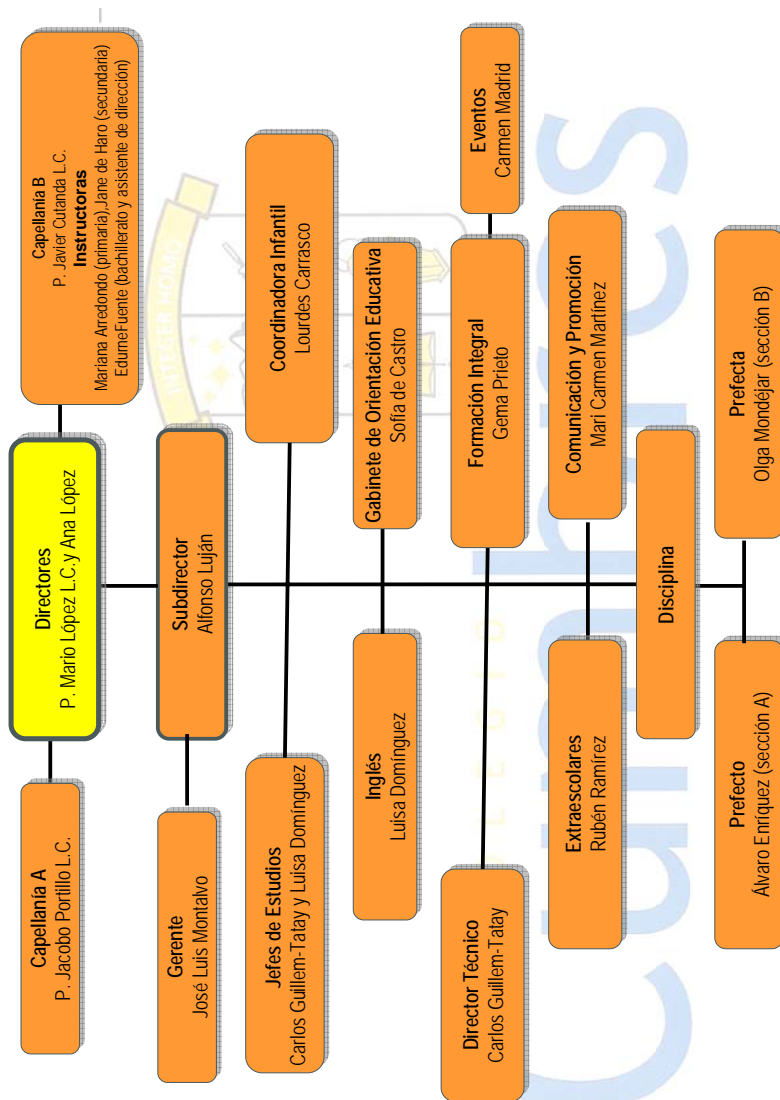 Directores
P. Mario López L.C.y Ana López
Capellanía A
P. Jacobo Portillo L.C.
Capellanía B
P. Javier Cutanda L.C.
Instructoras
Mariana Arredondo (primaria),Jane de Haro (secundaria)
EdurneFuente (bachillerato y asistente de dirección)
Subdirector
Alfonso Luján
Gerente
José Luis Montalvo
Jefes de Estudios
Carlos Guillem-Tatay y Luisa Domínguez
Coordinadora Infantil
Lourdes Carrasco
Inglés
Luisa Domínguez
Gabinete de Orientación Educativa
Sofía de Castro
Director Técnico
Carlos Guillem-Tatay
Formación Integral
Gema Prieto
Eventos
Carmen Madrid
Extraescolares
Rubén Ramírez
Comunicación y Promoción
Mari Carmen Martínez
Disciplina
Prefecto
Álvaro Enríquez (sección A)
Prefecta
Olga Mondéjar (sección B)
INTEGER HOMO